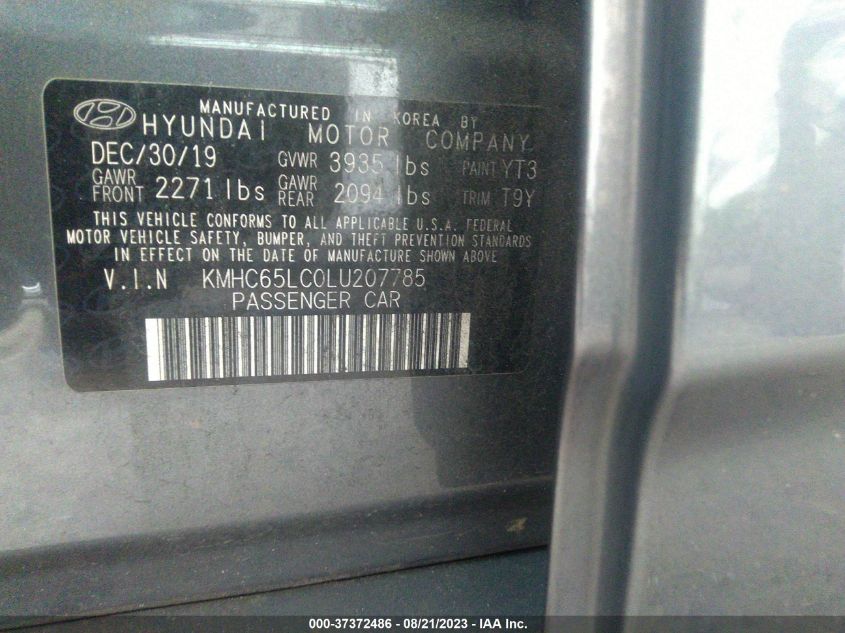 MANUFACTURED IN KOREA BY
HYUNDAI MOTOR COMPANY
DEC/30/19 GVWR 3935 lbs PAINT YT3
GAWR FRONT 2271 lbs GAWR REAR 2094 lbs TRIM T9Y
THIS VEHICLE CONFORMS TO ALL APPLICABLE U.S.A. FEDERAL
MOTOR VEHICLE SAFETY, BUMPER, AND THEFT PREVENTION STANDARDS
IN EFFECT ON THE DATE OF MANUFACTURE SHOWN ABOVE
V.I.N KMHC65LC0LU207785
PASSENGER CAR
000-37372486 - 08/21/2023 - IAA Inc.